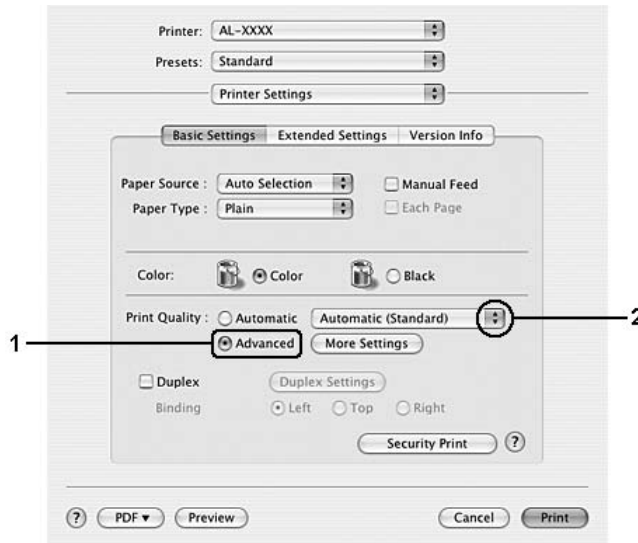 Printer: AL-XXXX
Presets: Standard
Printer Settings
Basic Settings Extended Settings Version Info
Paper Source : Auto Selection Manual Feed
Paper Type : Plain Each Page
Color: Color Black
Print Quality : Automatic Automatic (Standard) 2
1 Advanced More Settings
Duplex Duplex Settings
Binding Left Top Right
Security Print ?
? PDF ▾ Preview Cancel Print